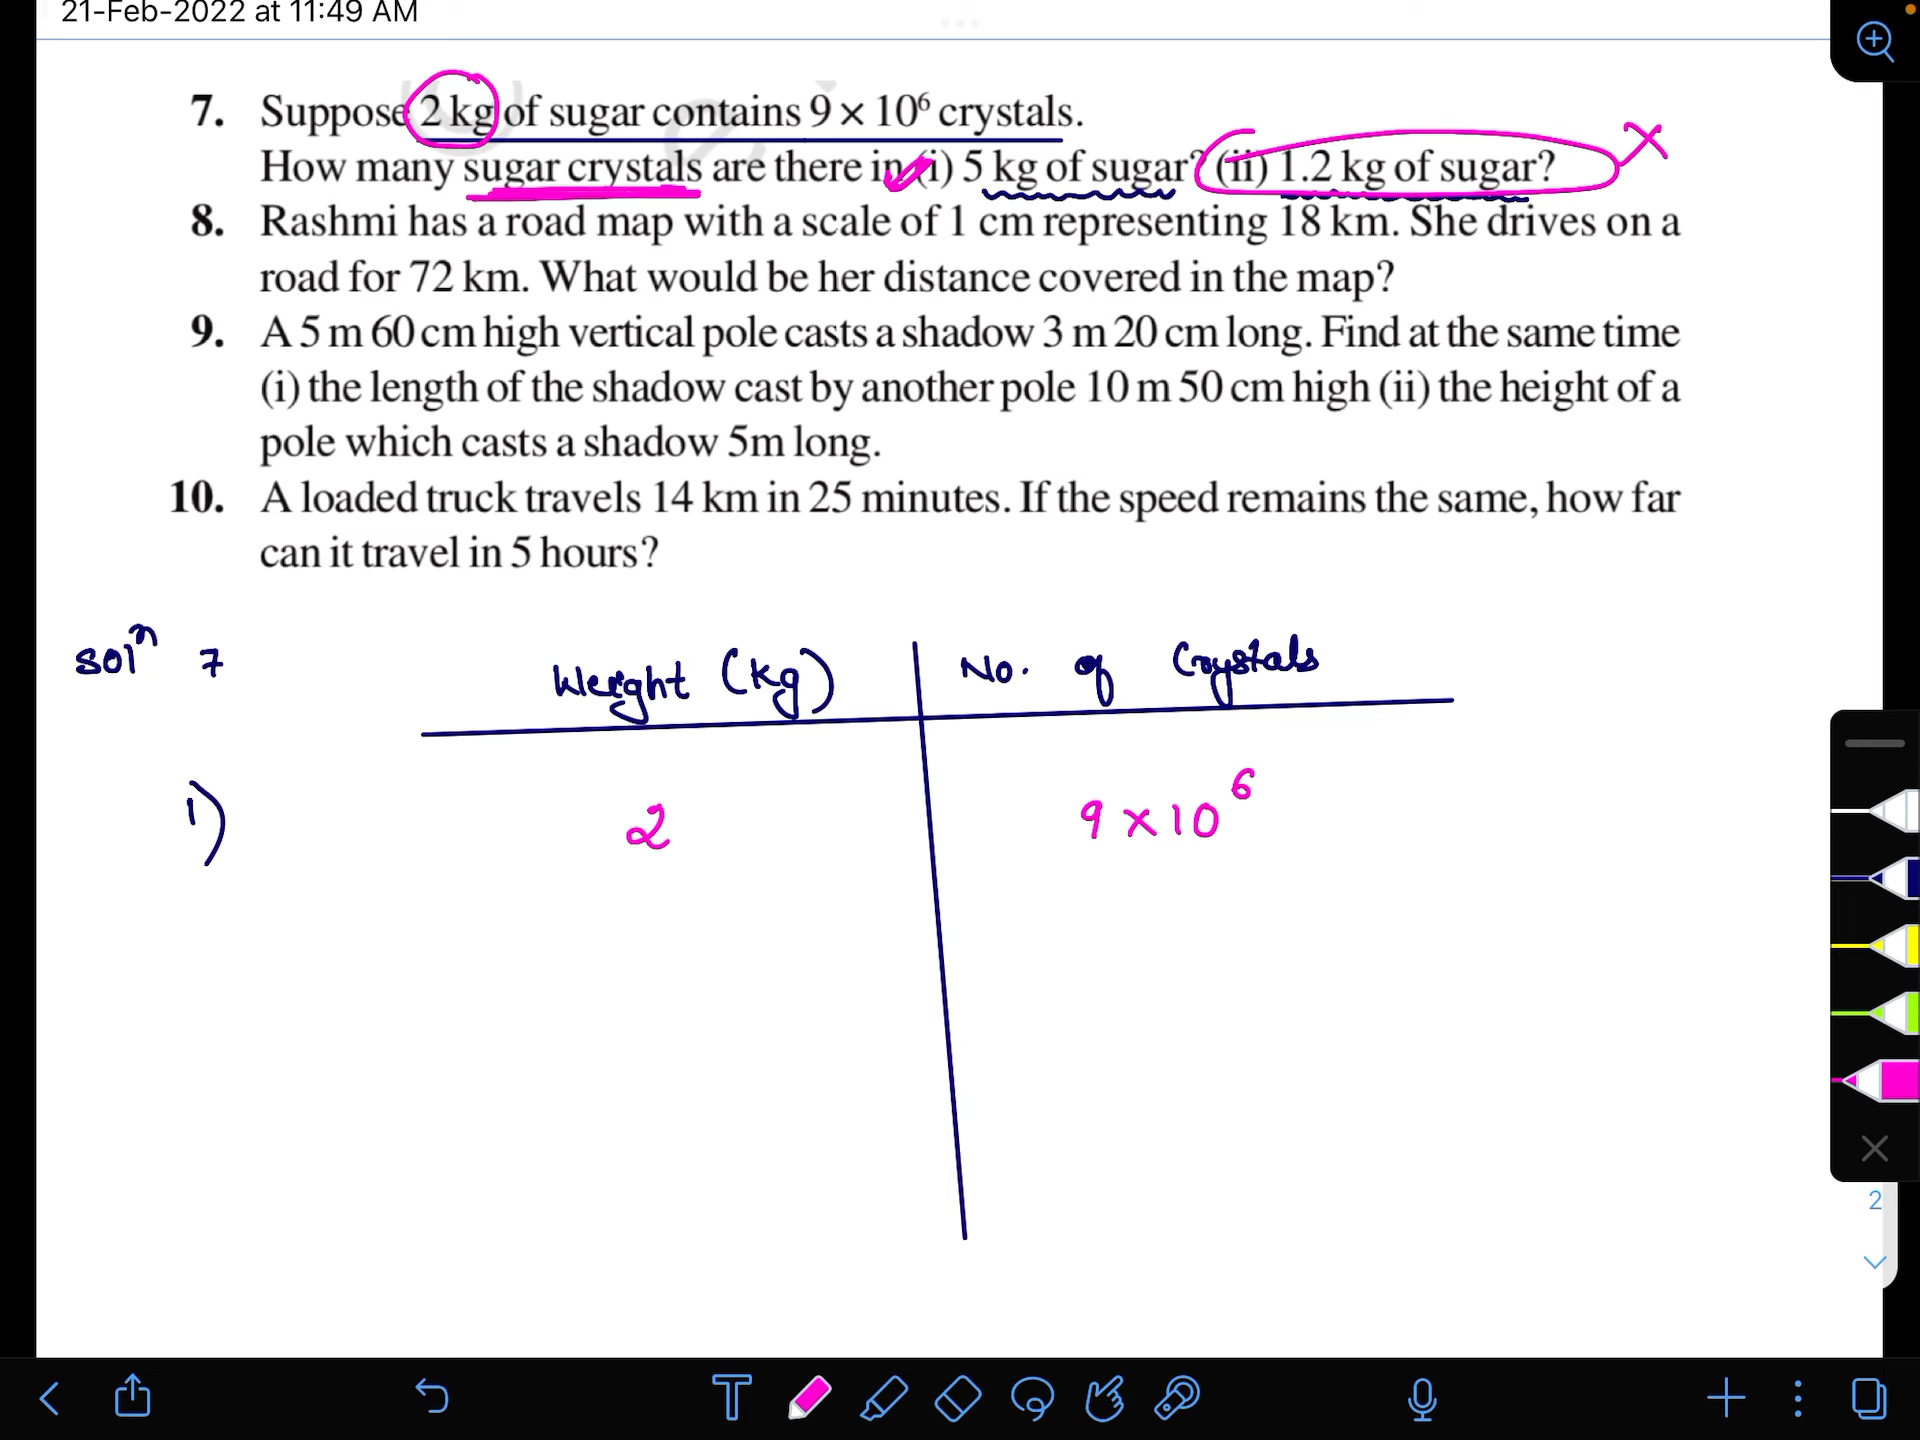 21-Feb-2022 at 11:49 AM
7. Suppose 2 kg of sugar contains 9 × 10⁶ crystals.
How many sugar crystals are there in (i) 5 kg of sugar? (ii) 1.2 kg of sugar?
8. Rashmi has a road map with a scale of 1 cm representing 18 km. She drives on a
road for 72 km. What would be her distance covered in the map?
9. A 5 m 60 cm high vertical pole casts a shadow 3 m 20 cm long. Find at the same time
(i) the length of the shadow cast by another pole 10 m 50 cm high (ii) the height of a
pole which casts a shadow 5m long.
10. A loaded truck travels 14 km in 25 minutes. If the speed remains the same, how far
can it travel in 5 hours?
Solⁿ 7 Weight (kg) No. of Crystals
1) 2 9 × 10⁶
2